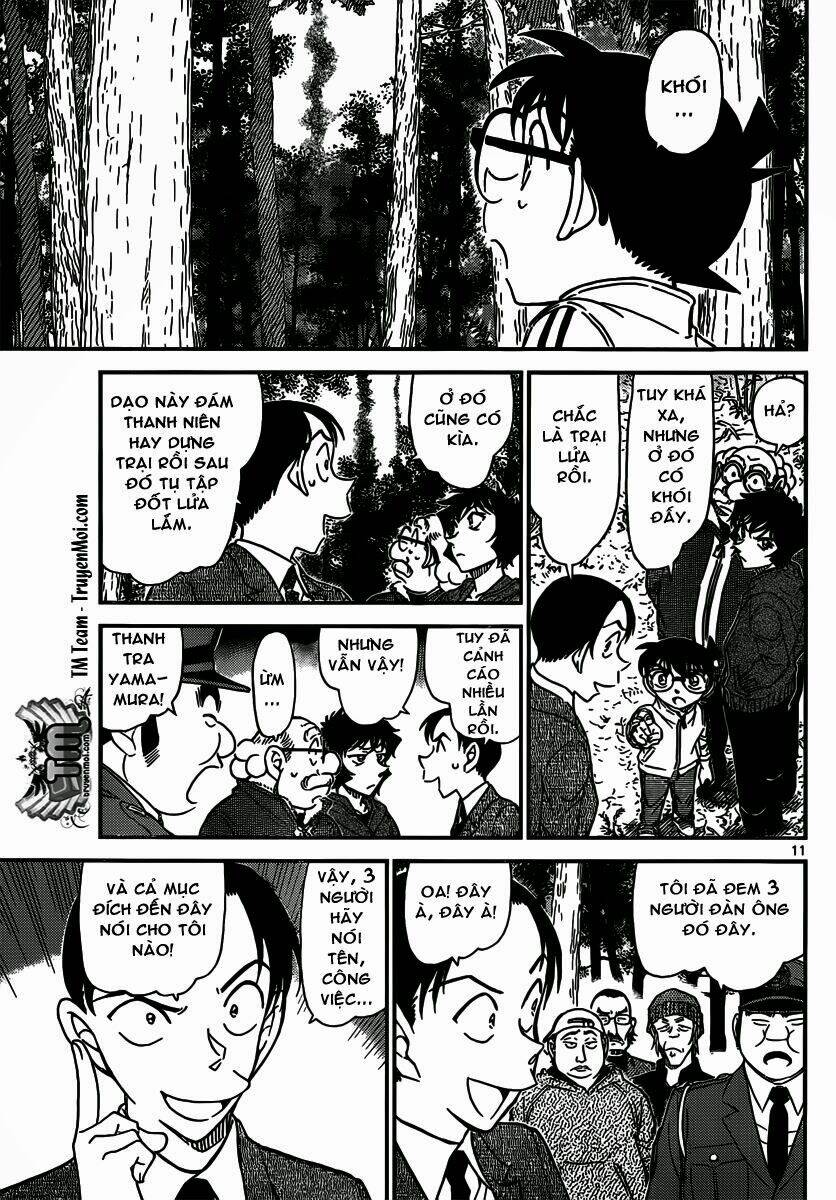 KHÓI
...
HẢ?
TUY KHÁ
XA,
NHƯNG
Ở ĐÓ
CÓ
KHÓI
ĐẤY.
CHẮC
LÀ TRẠI
LỬA
RỒI.
Ở ĐÓ
CŨNG CÓ
KÌA.
DẠO NÀY ĐÁM
THANH NIÊN
HAY DỰNG
TRẠI RỒI SAU
ĐÓ TỤ TẬP
ĐỐT LỬA
LẮM.
TUY ĐÃ
CẢNH
CÁO
NHIỀU
LẦN
RỒI.
NHƯNG
VẪN VẬY!
ỪM
...
THANH
TRA
YAMA-
MURA!
11
TÔI ĐÃ ĐEM 3
NGƯỜI ĐÀN ÔNG
ĐÓ ĐÂY.
OA! ĐÂY
À, ĐÂY À!
VẬY, 3
NGƯỜI
HÃY
NÓI
TÊN,
CÔNG
VIỆC...
VÀ CẢ MỤC
ĐÍCH ĐẾN ĐÂY
NÓI CHO TÔI
NÀO!
TM Team - TruyenMoi.com
TM
truyenmoi.com